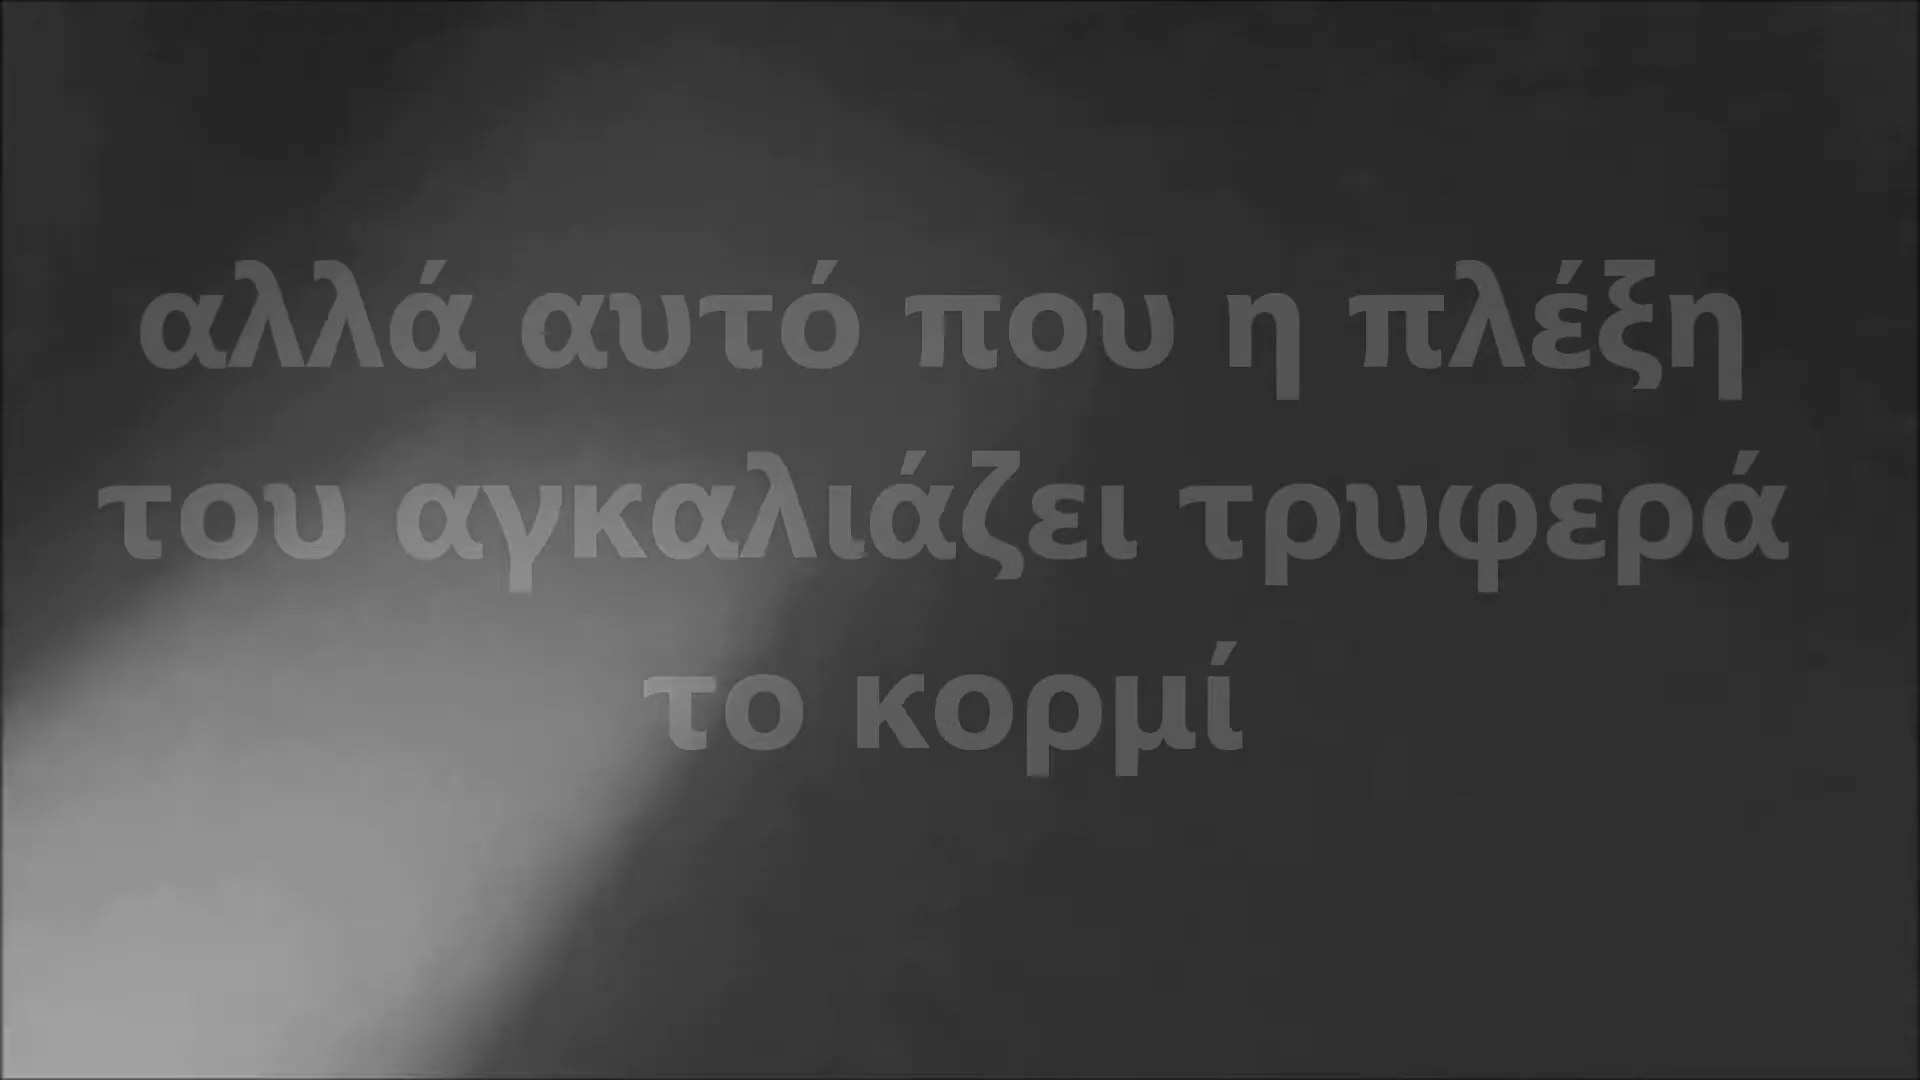 αλλά αυτό που η πλέξη
του αγκαλιάζει τρυφερά
το κορμί